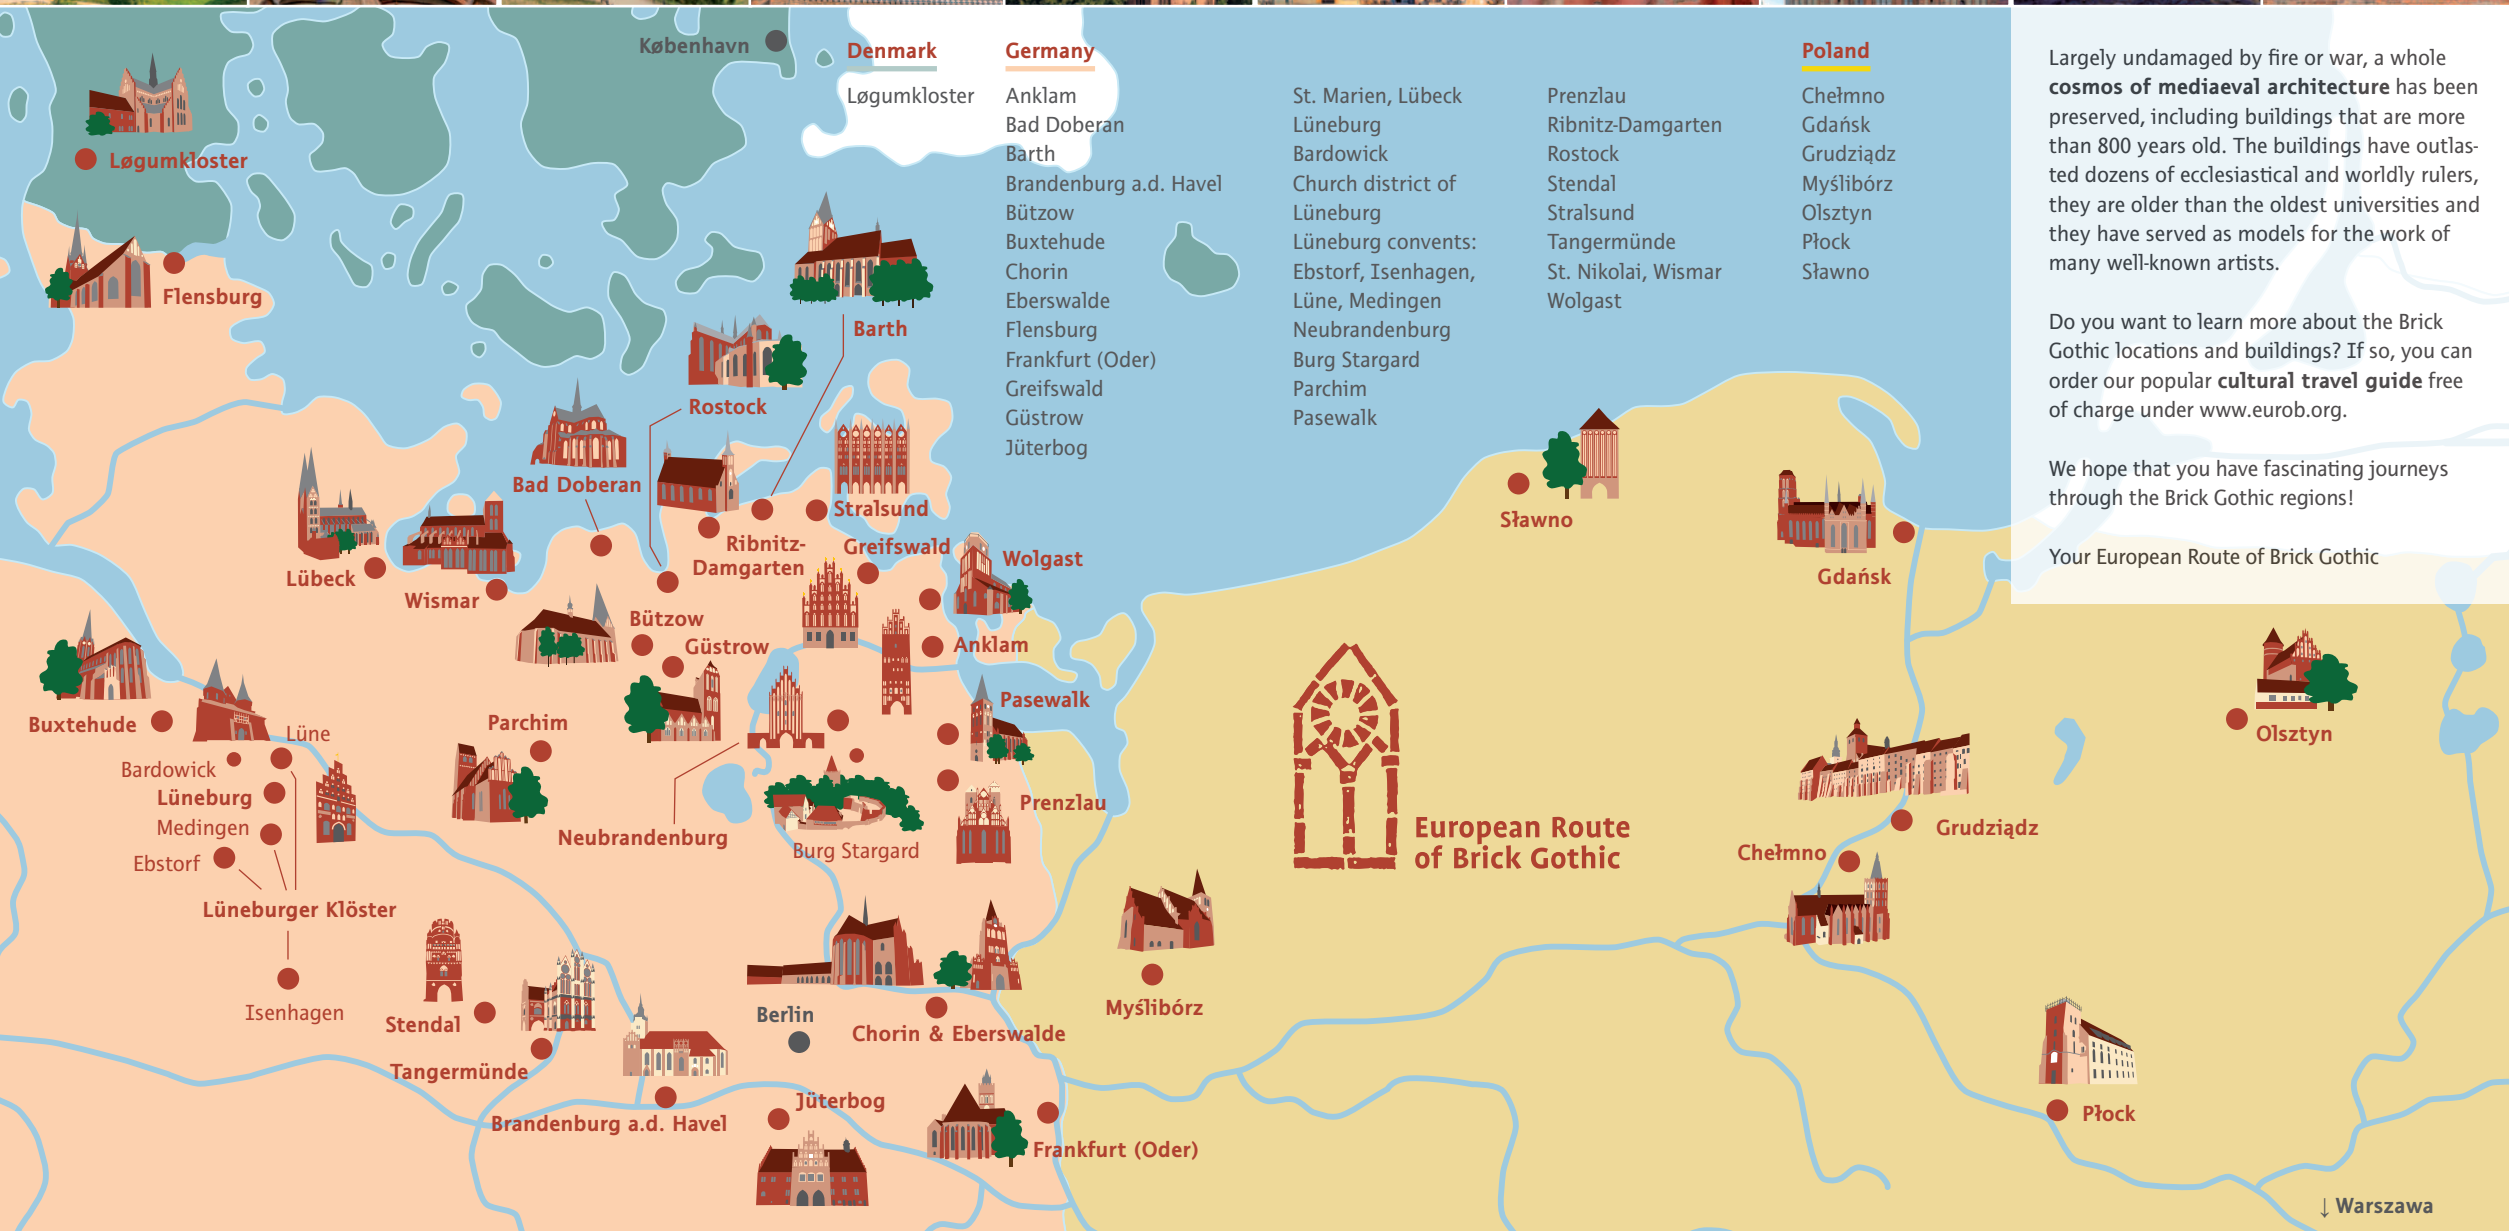 København
Denmark
Løgumkloster
Germany
Anklam
Bad Doberan
Barth
Brandenburg a.d. Havel
Bützow
Buxtehude
Chorin
Eberswalde
Flensburg
Frankfurt (Oder)
Greifswald
Güstrow
Jüterbog
St. Marien, Lübeck
Lüneburg
Bardowick
Church district of
Lüneburg
Lüneburg convents:
Ebstorf, Isenhagen,
Lüne, Medingen
Neubrandenburg
Burg Stargard
Parchim
Pasewalk
Prenzlau
Ribnitz-Damgarten
Rostock
Stendal
Stralsund
Tangermünde
St. Nikolai, Wismar
Wolgast
Poland
Chełmno
Gdańsk
Grudziądz
Myślibórz
Olsztyn
Płock
Sławno
Largely undamaged by fire or war, a whole
cosmos of mediaeval architecture has been
preserved, including buildings that are more
than 800 years old. The buildings have outlas-
ted dozens of ecclesiastical and worldly rulers,
they are older than the oldest universities and
they have served as models for the work of
many well-known artists.
Do you want to learn more about the Brick
Gothic locations and buildings? If so, you can
order our popular cultural travel guide free
of charge under www.eurob.org.
We hope that you have fascinating journeys
through the Brick Gothic regions!
Your European Route of Brick Gothic
Løgumkloster
Flensburg
Barth
Rostock
Bad Doberan
Stralsund
Ribnitz-
Damgarten
Greifswald
Wolgast
Lübeck
Wismar
Bützow
Güstrow
Anklam
Sławno
Gdańsk
Buxtehude
Lüne
Bardowick
Lüneburg
Medingen
Ebstorf
Lüneburger Klöster
Isenhagen
Parchim
Neubrandenburg
Burg Stargard
Pasewalk
Prenzlau
European Route
of Brick Gothic
Olsztyn
Grudziądz
Chełmno
Stendal
Tangermünde
Berlin
Chorin & Eberswalde
Myślibórz
Brandenburg a.d. Havel
Jüterbog
Frankfurt (Oder)
Płock
↓ Warszawa